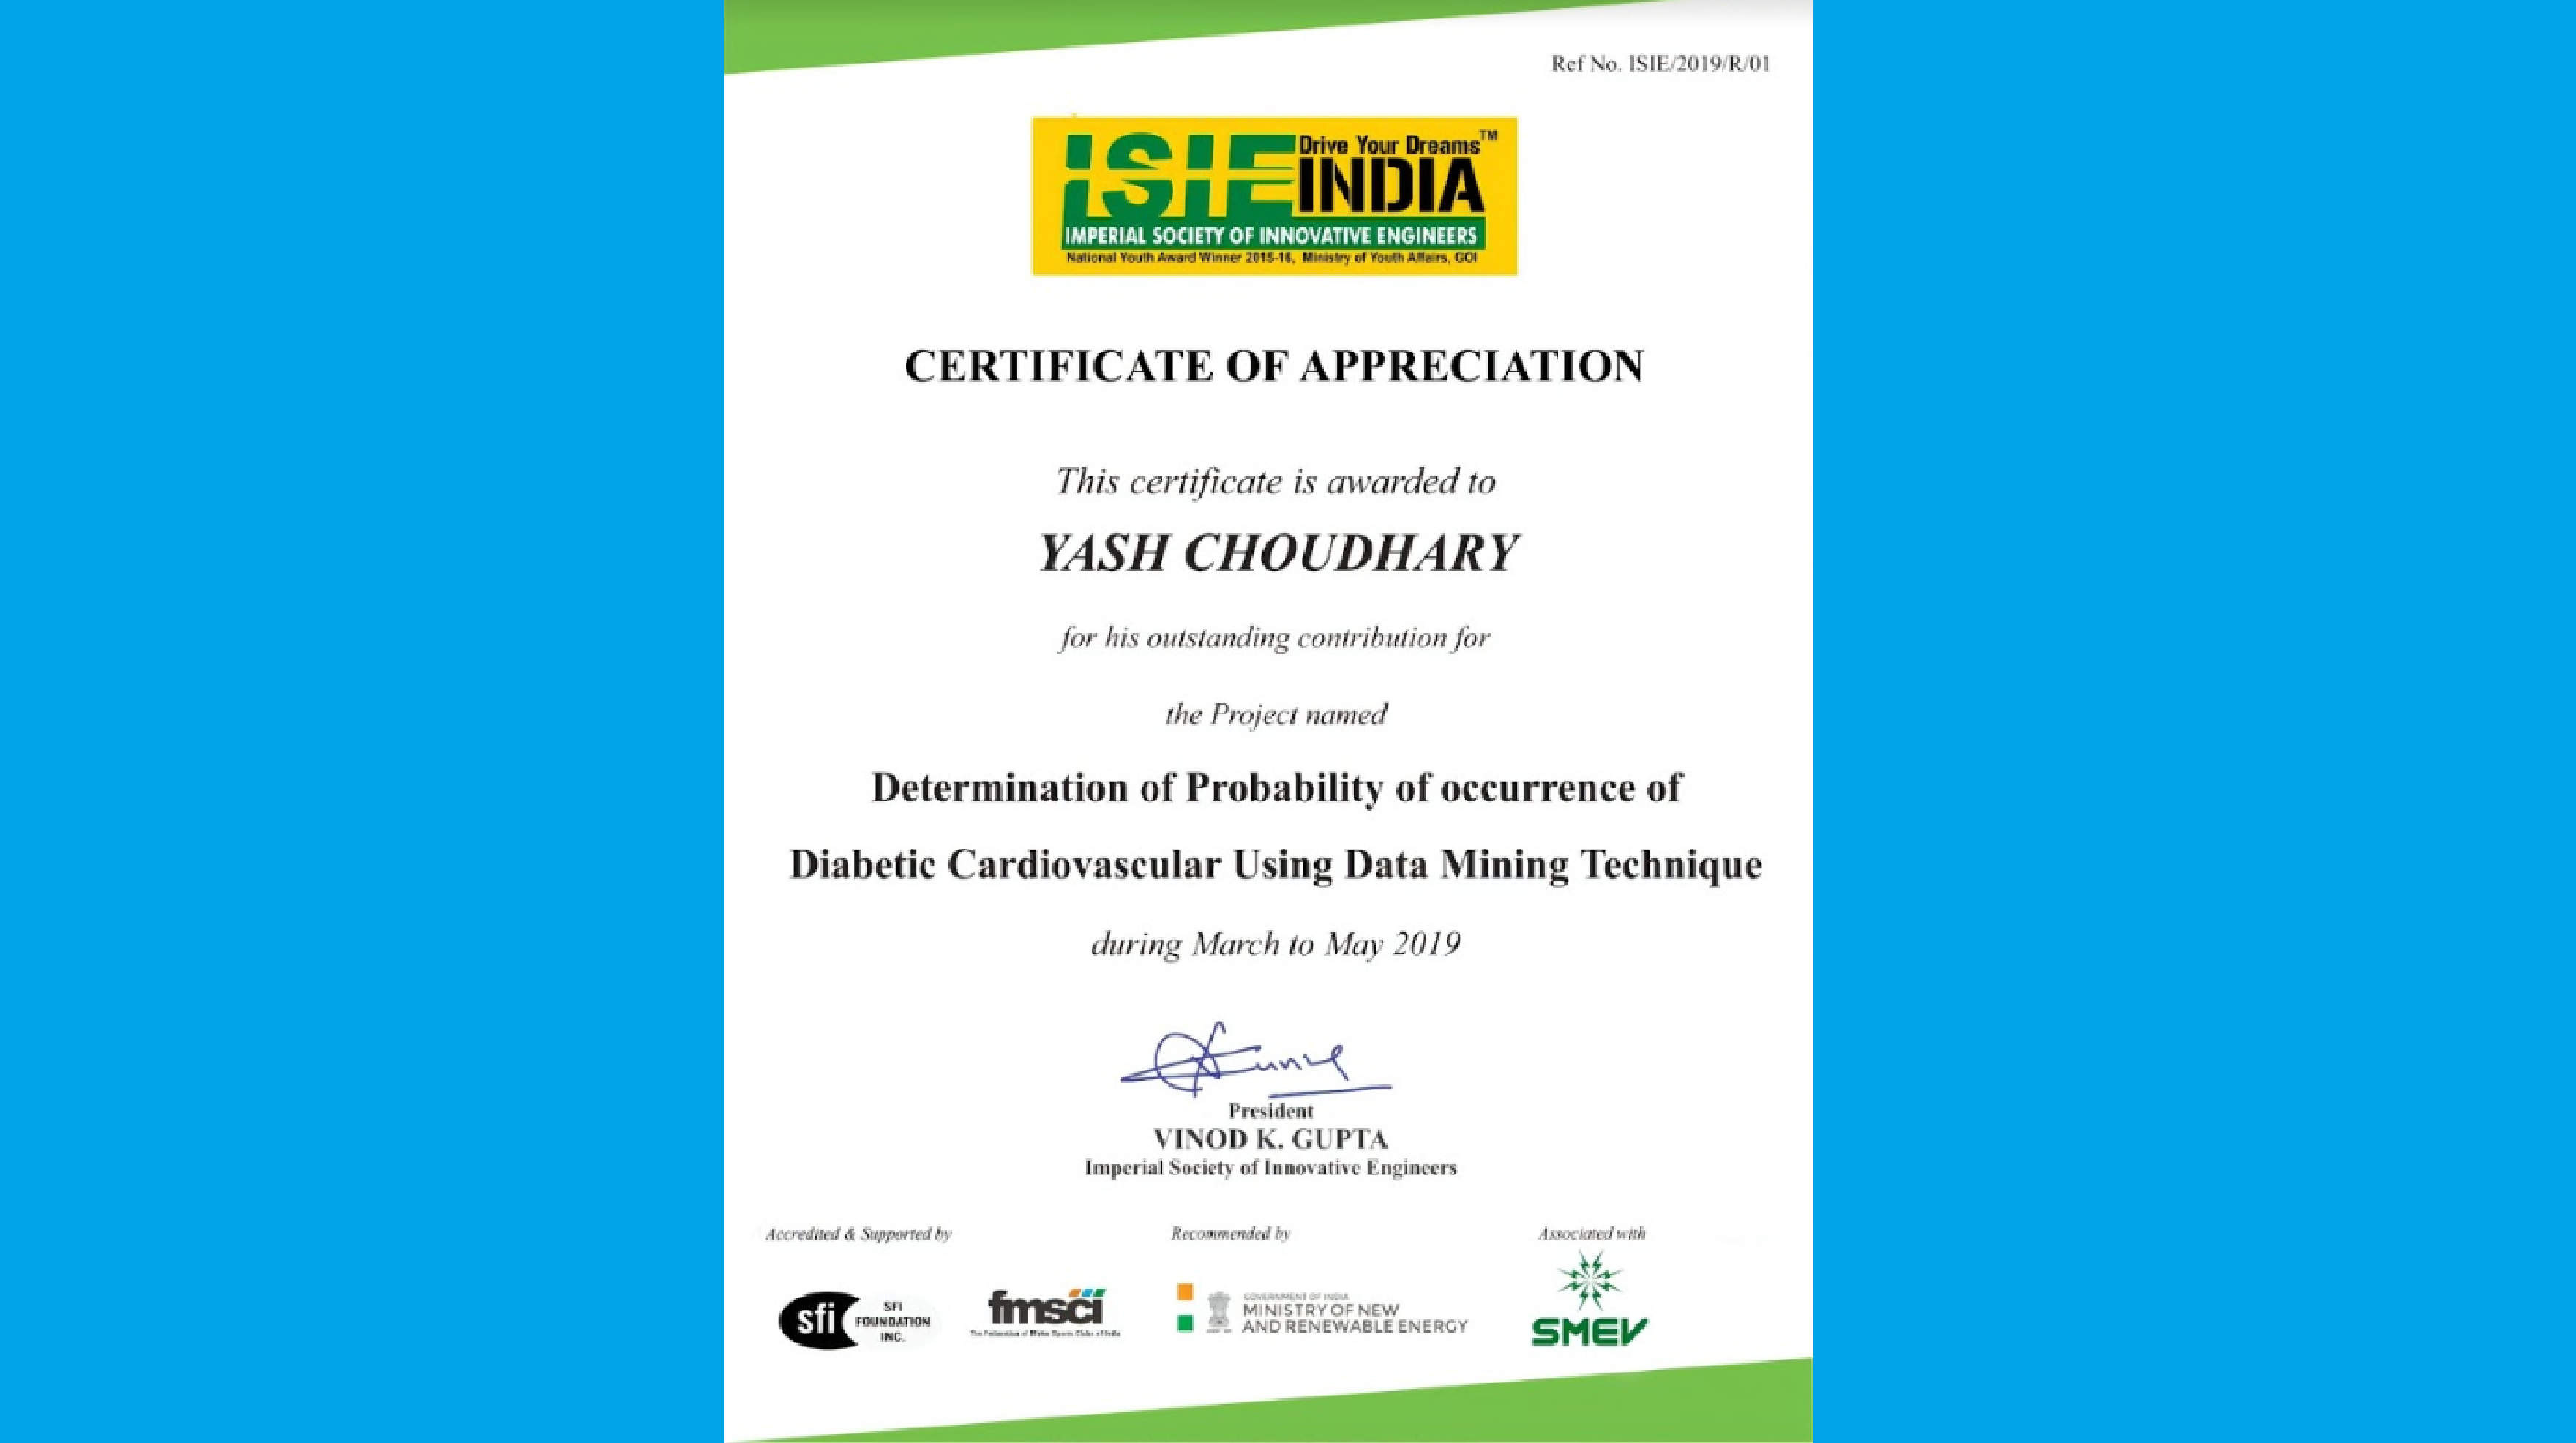 Ref No. ISIE/2019/R/01
ISIE Drive Your Dreams™
INDIA
IMPERIAL SOCIETY OF INNOVATIVE ENGINEERS
National Youth Award Winner 2015-16, Ministry of Youth Affairs, GOI
CERTIFICATE OF APPRECIATION
This certificate is awarded to
YASH CHOUDHARY
for his outstanding contribution for
the Project named
Determination of Probability of occurrence of
Diabetic Cardiovascular Using Data Mining Technique
during March to May 2019
President
VINOD K. GUPTA
Imperial Society of Innovative Engineers
Accredited & Supported by
Recommended by
Associated with
sfi SFI
FOUNDATION
INC.
fmsci
The Federation of Motor Sports Clubs of India
GOVERNMENT OF INDIA
MINISTRY OF NEW
AND RENEWABLE ENERGY
SMEV